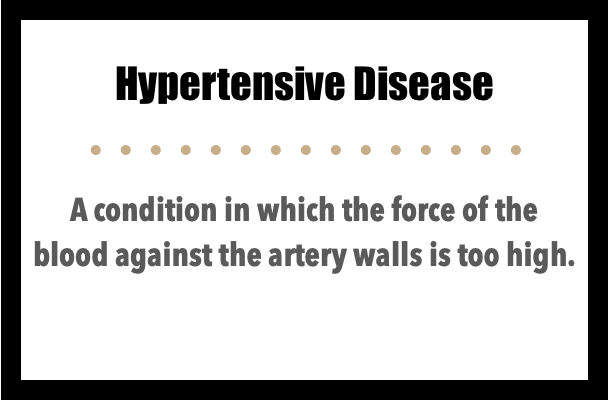 Hypertensive Disease
A condition in which the force of the
blood against the artery walls is too high.